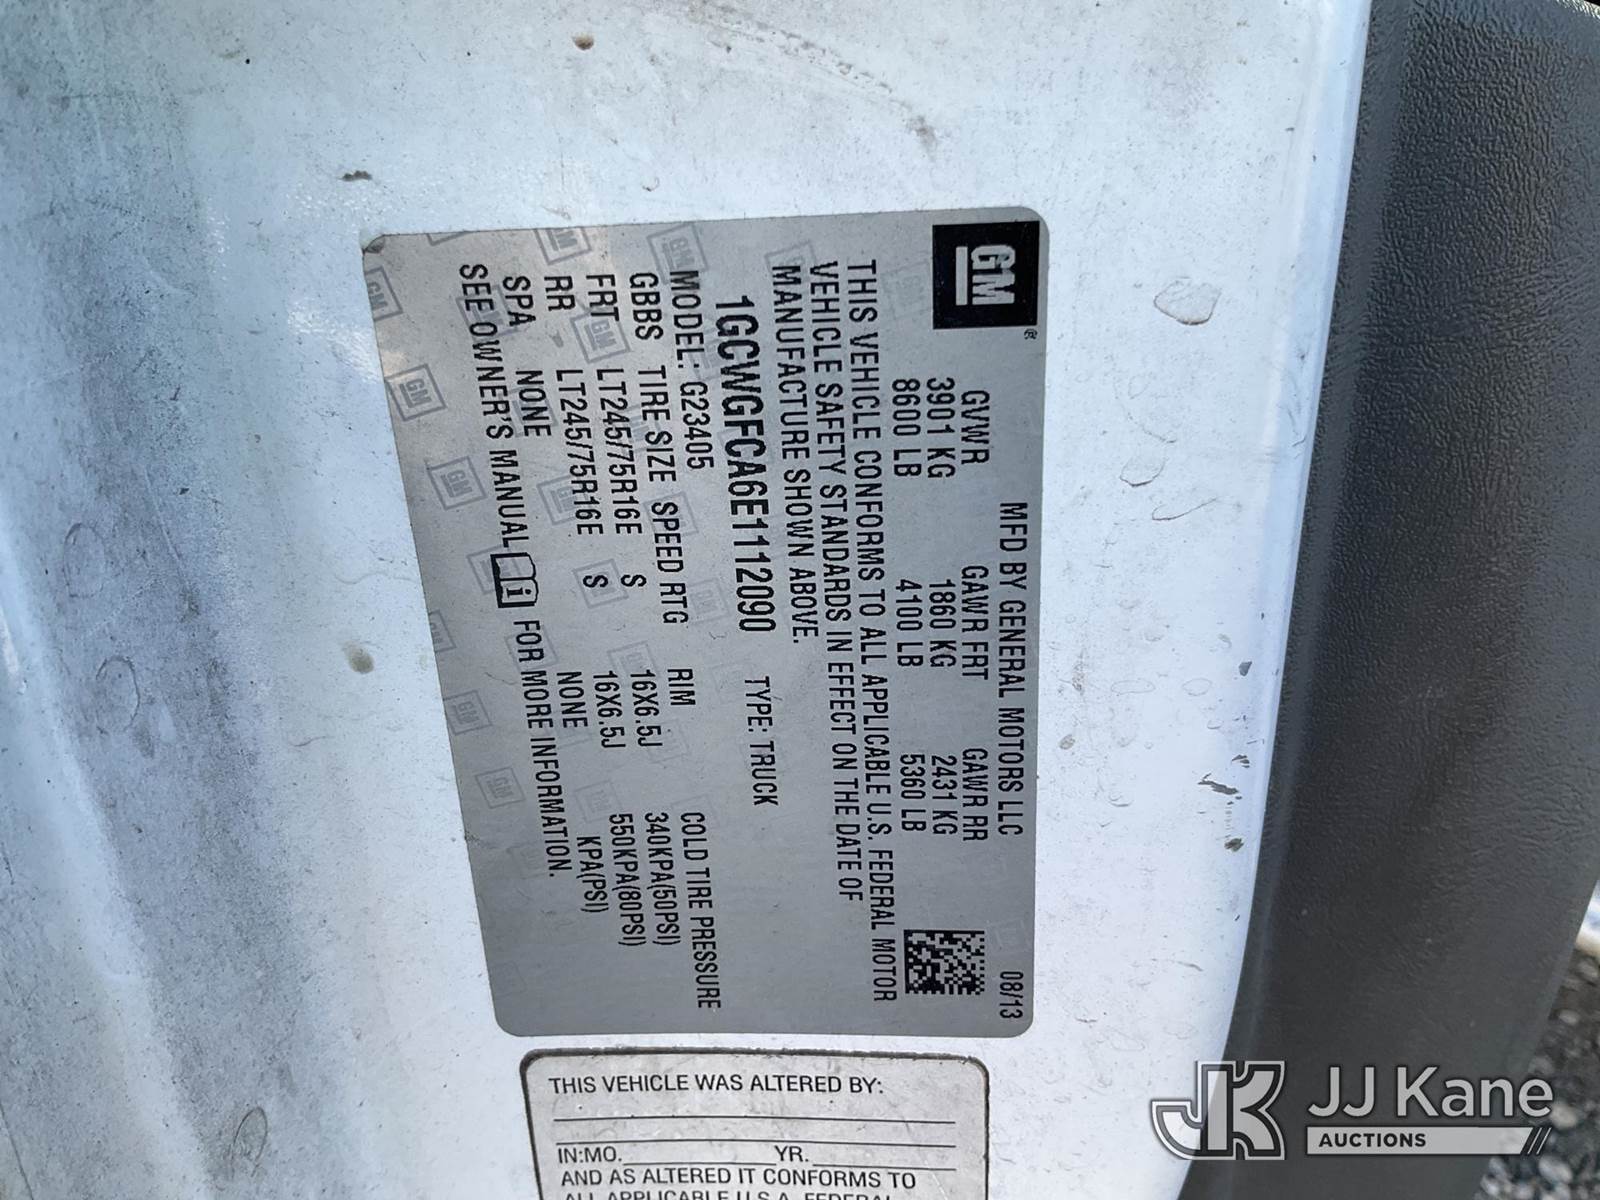 GM®
MFD BY GENERAL MOTORS LLC 08/13
GVWR GAWR FRT GAWR RR
3901 KG 1860 KG 2431 KG
8600 LB 4100 LB 5360 LB
THIS VEHICLE CONFORMS TO ALL APPLICABLE U.S. FEDERAL MOTOR
VEHICLE SAFETY STANDARDS IN EFFECT ON THE DATE OF
MANUFACTURE SHOWN ABOVE.
1GCWGFCA6E1112090 TYPE: TRUCK
MODEL: G23405
GBBS TIRE SIZE SPEED RTG RIM COLD TIRE PRESSURE
FRT LT245/75R16E S 16X6.5J 340KPA(50PSI)
RR LT245/75R16E S 16X6.5J 550KPA(80PSI)
SPA NONE NONE KPA(PSI)
SEE OWNER'S MANUAL i FOR MORE INFORMATION.
THIS VEHICLE WAS ALTERED BY:
IN:MO. YR.
AND AS ALTERED IT CONFORMS TO
ALL APPLICABLE U.S.A. FEDERAL
JK JJ Kane
AUCTIONS